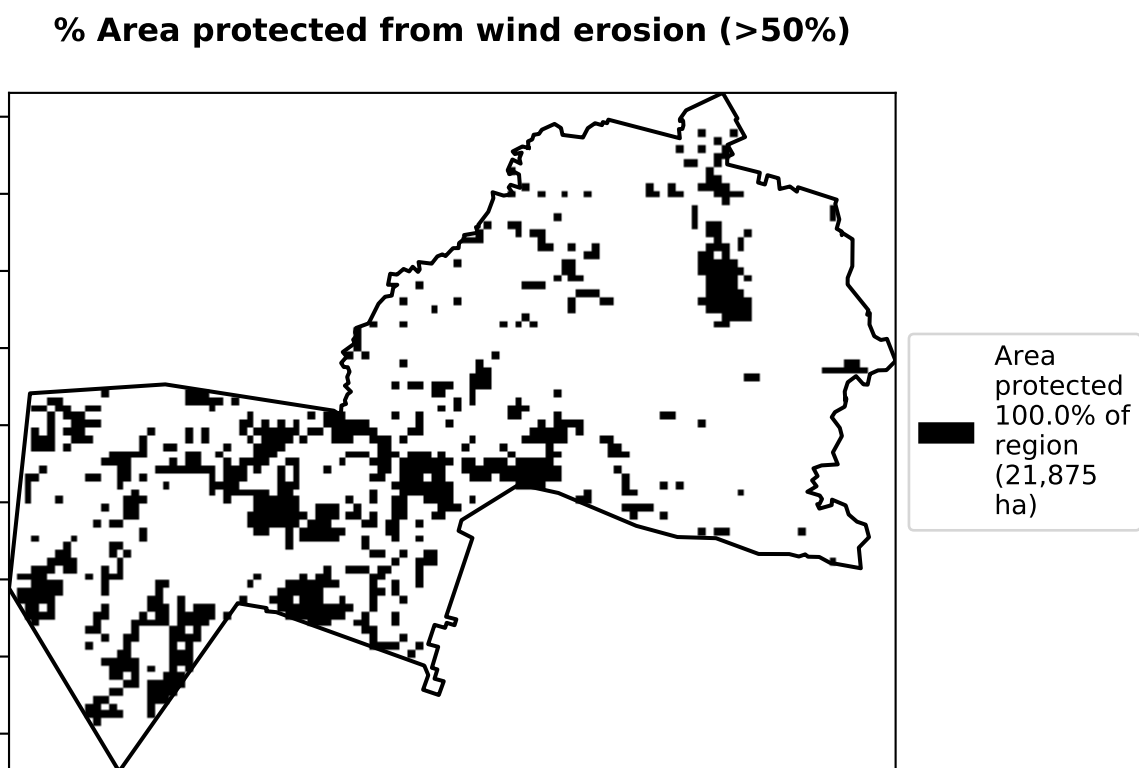 % Area protected from wind erosion (>50%)
Area
protected
100.0% of
region
(21,875
ha)